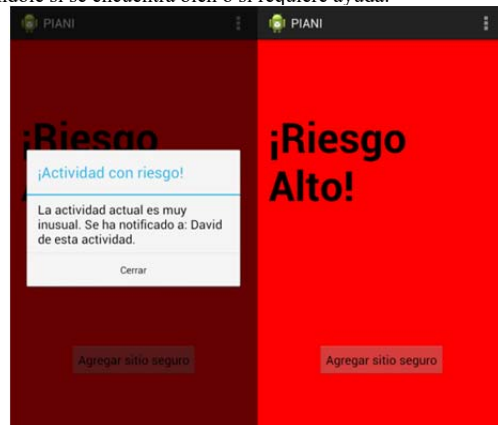 si se encuentra bien o si requiere ayuda.
PIANI
¡Riesgo
¡Actividad con riesgo!
La actividad actual es muy
inusual. Se ha notificado a: David
de esta actividad.
Cerrar
Agregar sitio seguro
PIANI
¡Riesgo
Alto!
Agregar sitio seguro